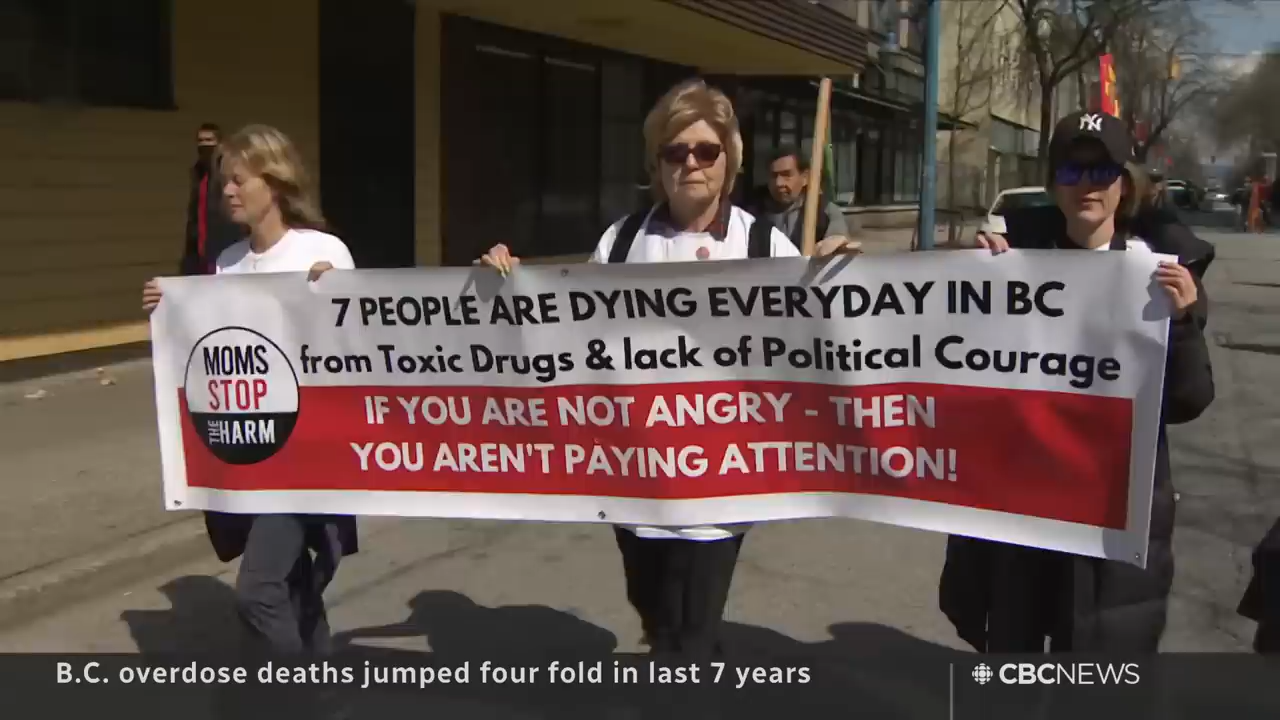 NY
7 PEOPLE ARE DYING EVERYDAY IN BC
from Toxic Drugs & lack of Political Courage
MOMS
STOP
THE HARM
IF YOU ARE NOT ANGRY - THEN
YOU AREN'T PAYING ATTENTION!
B.C. overdose deaths jumped four fold in last 7 years
CBCNEWS